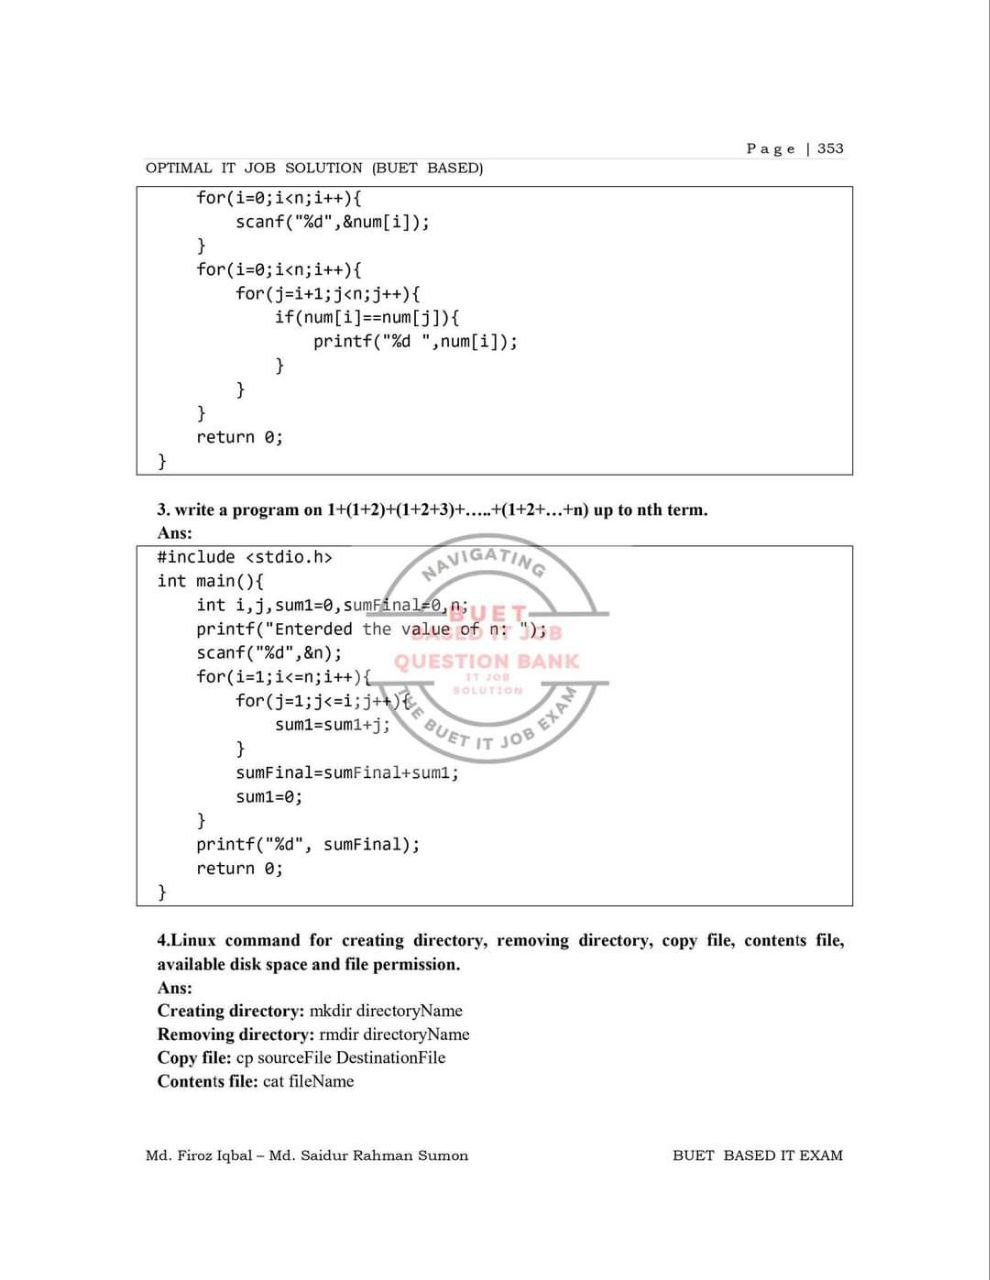 Page | 353
OPTIMAL IT JOB SOLUTION (BUET BASED)
for(i=0;i<n;i++){
scanf("%d",&num[i]);
}
for(i=0;i<n;i++){
for(j=i+1;j<n;j++){
if(num[i]==num[j]){
printf("%d ",num[i]);
}
}
}
return 0;
}
3. write a program on 1+(1+2)+(1+2+3)+…..+(1+2+…+n) up to nth term.
Ans:
#include <stdio.h>
int main(){
int i,j,sum1=0,sumFinal=0,n;
printf("Enterded the value of n: ");
scanf("%d",&n);
for(i=1;i<=n;i++){
for(j=1;j<=i;j++){
sum1=sum1+j;
}
sumFinal=sumFinal+sum1;
sum1=0;
}
printf("%d", sumFinal);
return 0;
}
NAVIGATING
BUET
BASED IT JOB
QUESTION BANK
IT JOB
SOLUTION
THE BUET IT JOB EXAM
4.Linux command for creating directory, removing directory, copy file, contents file,
available disk space and file permission.
Ans:
Creating directory: mkdir directoryName
Removing directory: rmdir directoryName
Copy file: cp sourceFile DestinationFile
Contents file: cat fileName
Md. Firoz Iqbal – Md. Saidur Rahman Sumon
BUET BASED IT EXAM